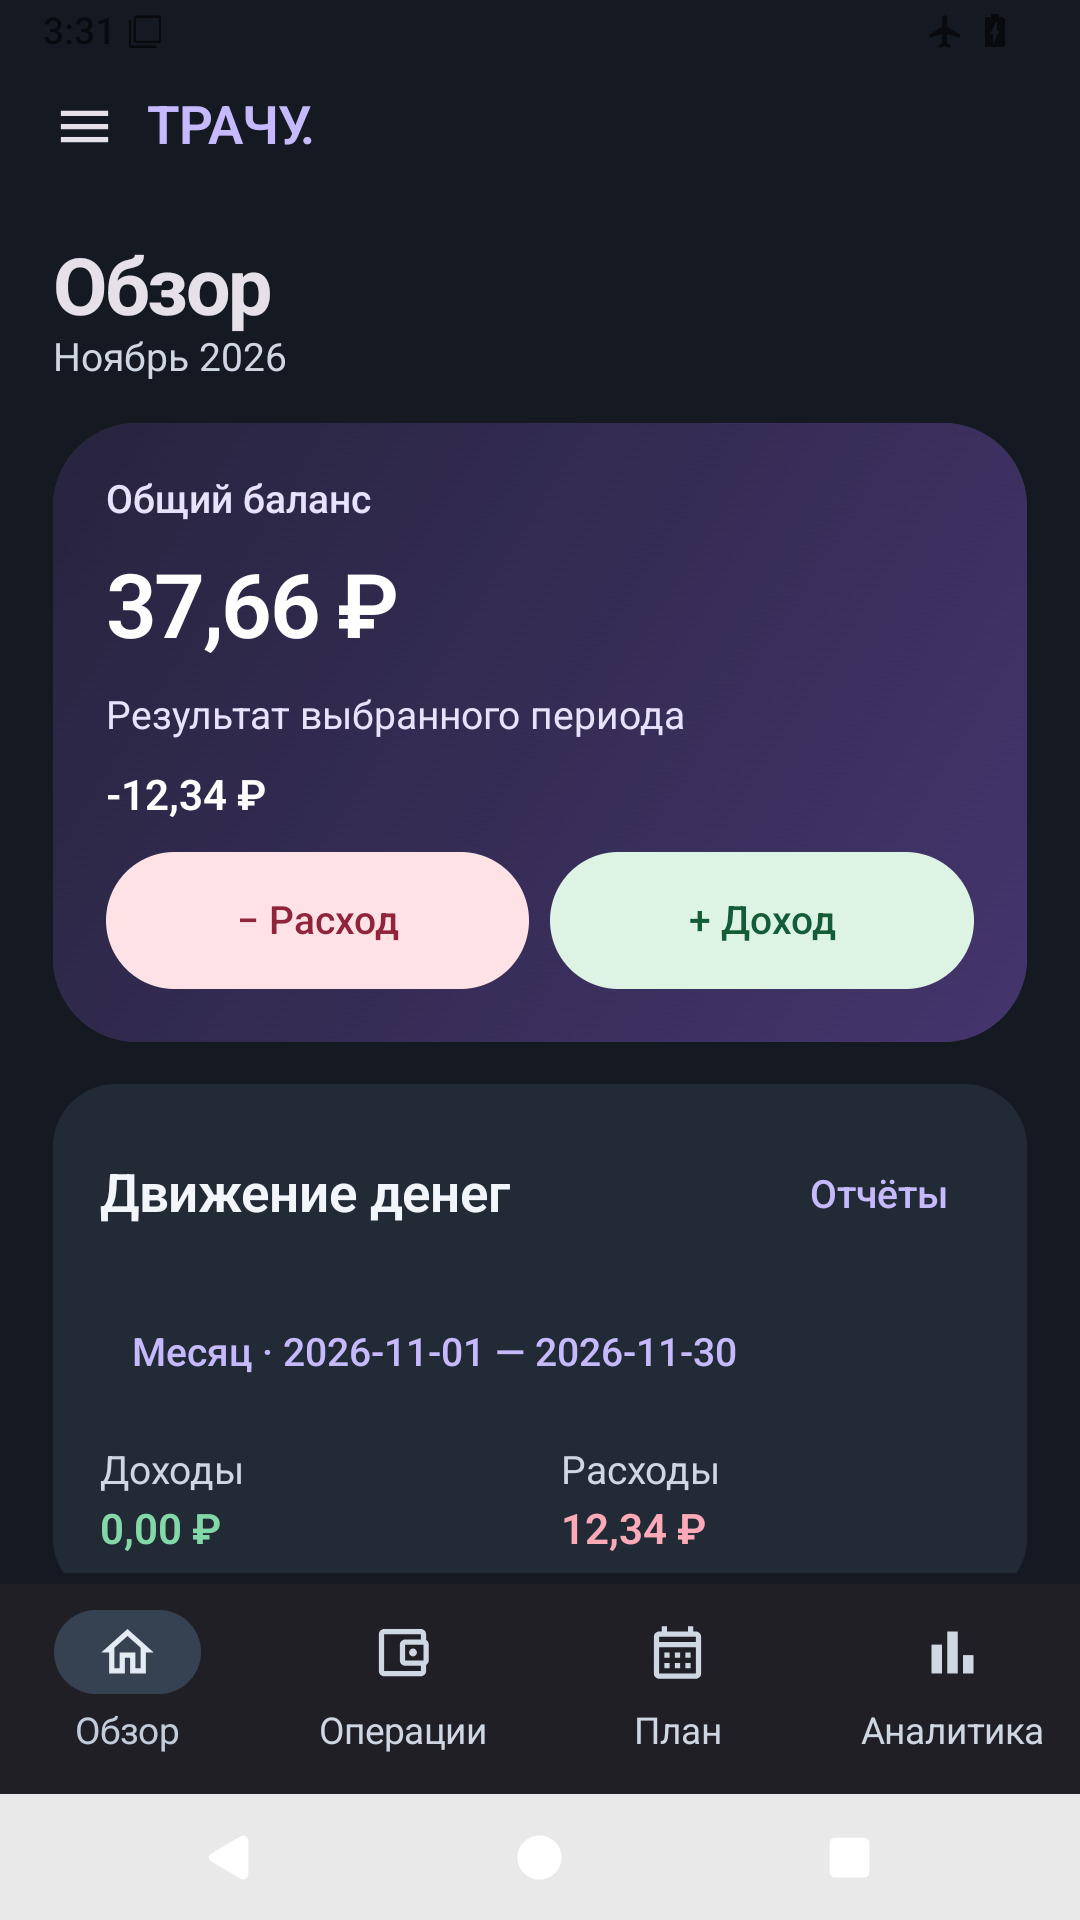 3:31
ТРАЧУ.
Обзор
Ноябрь 2026
Общий баланс
37,66 ₽
Результат выбранного периода
-12,34 ₽
− Расход
+ Доход
Движение денег
Отчёты
Месяц · 2026-11-01 — 2026-11-30
Доходы
Расходы
0,00 ₽
12,34 ₽
Обзор
Операции
План
Аналитика